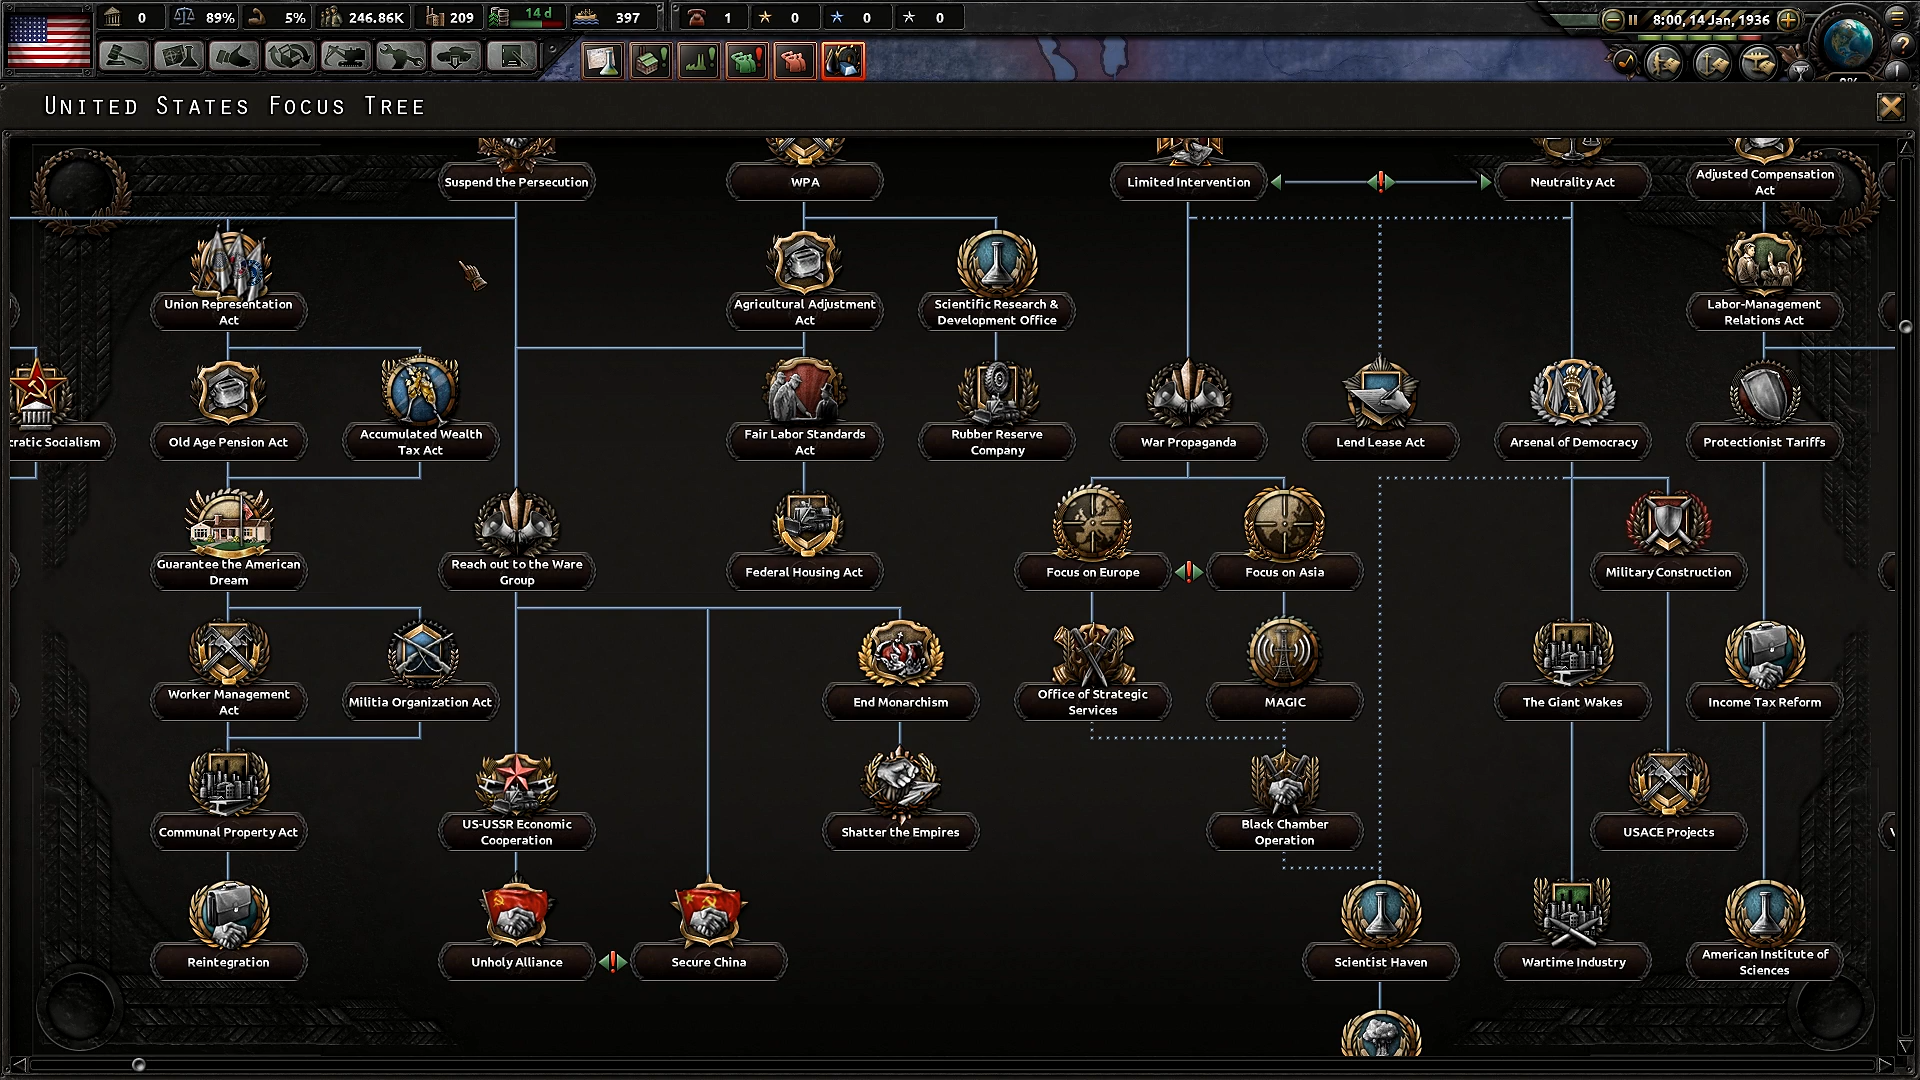 0
89%
5%
246.86K
209
14 d
397
1
0
0
0
8:00, 14 Jan, 1936
United States Focus Tree
Suspend the Persecution
WPA
Limited Intervention
Neutrality Act
Adjusted Compensation
Act
Union Representation
Act
Agricultural Adjustment
Act
Scientific Research &
Development Office
Labor-Management
Relations Act
cratic Socialism
Old Age Pension Act
Accumulated Wealth
Tax Act
Fair Labor Standards
Act
Rubber Reserve
Company
War Propaganda
Lend Lease Act
Arsenal of Democracy
Protectionist Tariffs
Guarantee the American
Dream
Reach out to the Ware
Group
Federal Housing Act
Focus on Europe
Focus on Asia
Military Construction
Worker Management
Act
Militia Organization Act
End Monarchism
Office of Strategic
Services
MAGIC
The Giant Wakes
Income Tax Reform
Communal Property Act
US-USSR Economic
Cooperation
Shatter the Empires
Black Chamber
Operation
USACE Projects
Reintegration
Unholy Alliance
Secure China
Scientist Haven
Wartime Industry
American Institute of
Sciences